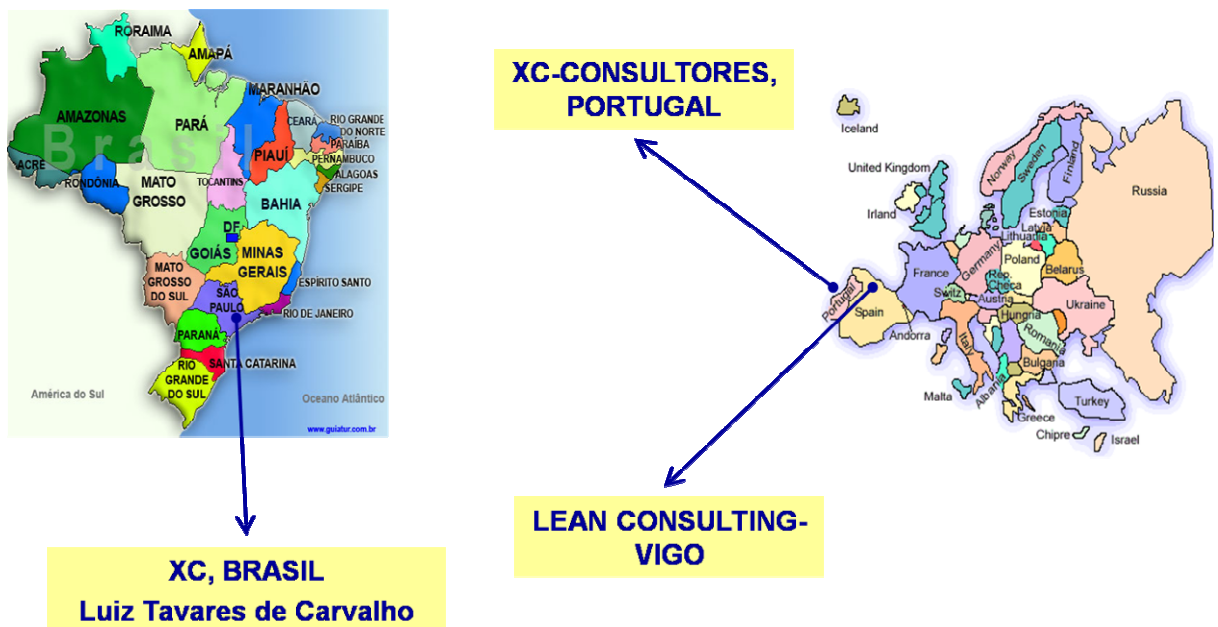 RORAIMA
AMAPÁ
MARANHÃO
AMAZONAS
PARÁ
CEARÁ
RIO GRANDE
DO NORTE
PARAÍBA
PERNAMBUCO
ALAGOAS
SERGIPE
PIAUÍ
Brasil
ACRE
RONDÔNIA
MATO
GROSSO
TOCANTINS
BAHIA
DF
GOIÁS
MINAS
GERAIS
MATO
GROSSO
DO SUL
ESPÍRITO SANTO
SÃO
PAULO
RIO DE JANEIRO
PARANÁ
SANTA CATARINA
RIO
GRANDE
DO SUL
América do Sul
Oceano Atlântico
www.guiatur.com.br
XC, BRASIL
Luiz Tavares de Carvalho
XC-CONSULTORES,
PORTUGAL
LEAN CONSULTING-
VIGO
Iceland
United Kingdom
Irland
Norway
Sweden
Finland
Russia
Estonia
Latvia
Lithuania
Germany
Poland
Belarus
France
Rep.
Checa
Switz
Austria
Ukraine
Portugal
Spain
Andorra
Hungria
Romania
Italy
Bulgaria
Albania
Malta
Greece
Turkey
Chipre
Israel